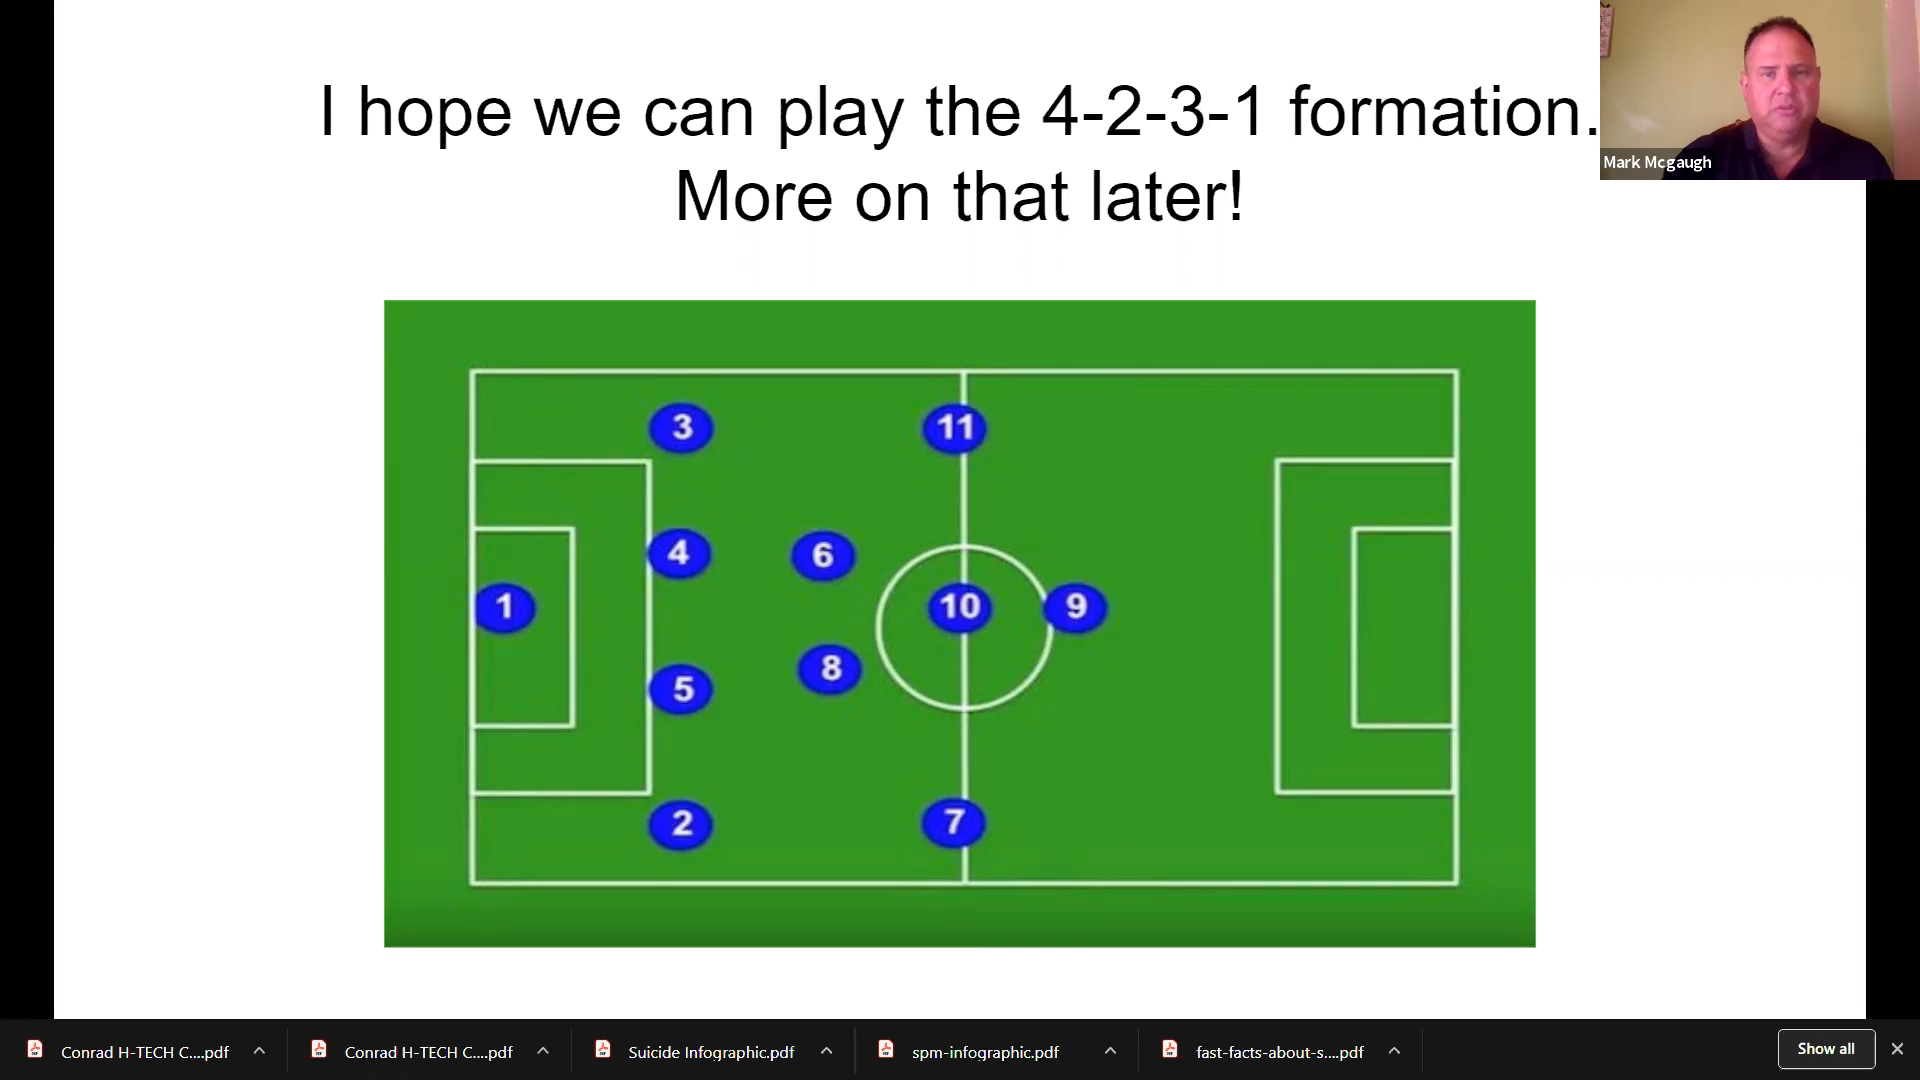 I hope we can play the 4-2-3-1 formation.
More on that later!
Mark Mcgaugh
3
11
4
6
1
10
9
5
8
2
7
Conrad H-TECH C....pdf
Conrad H-TECH C....pdf
Suicide Infographic.pdf
spm-infographic.pdf
fast-facts-about-s....pdf
Show all